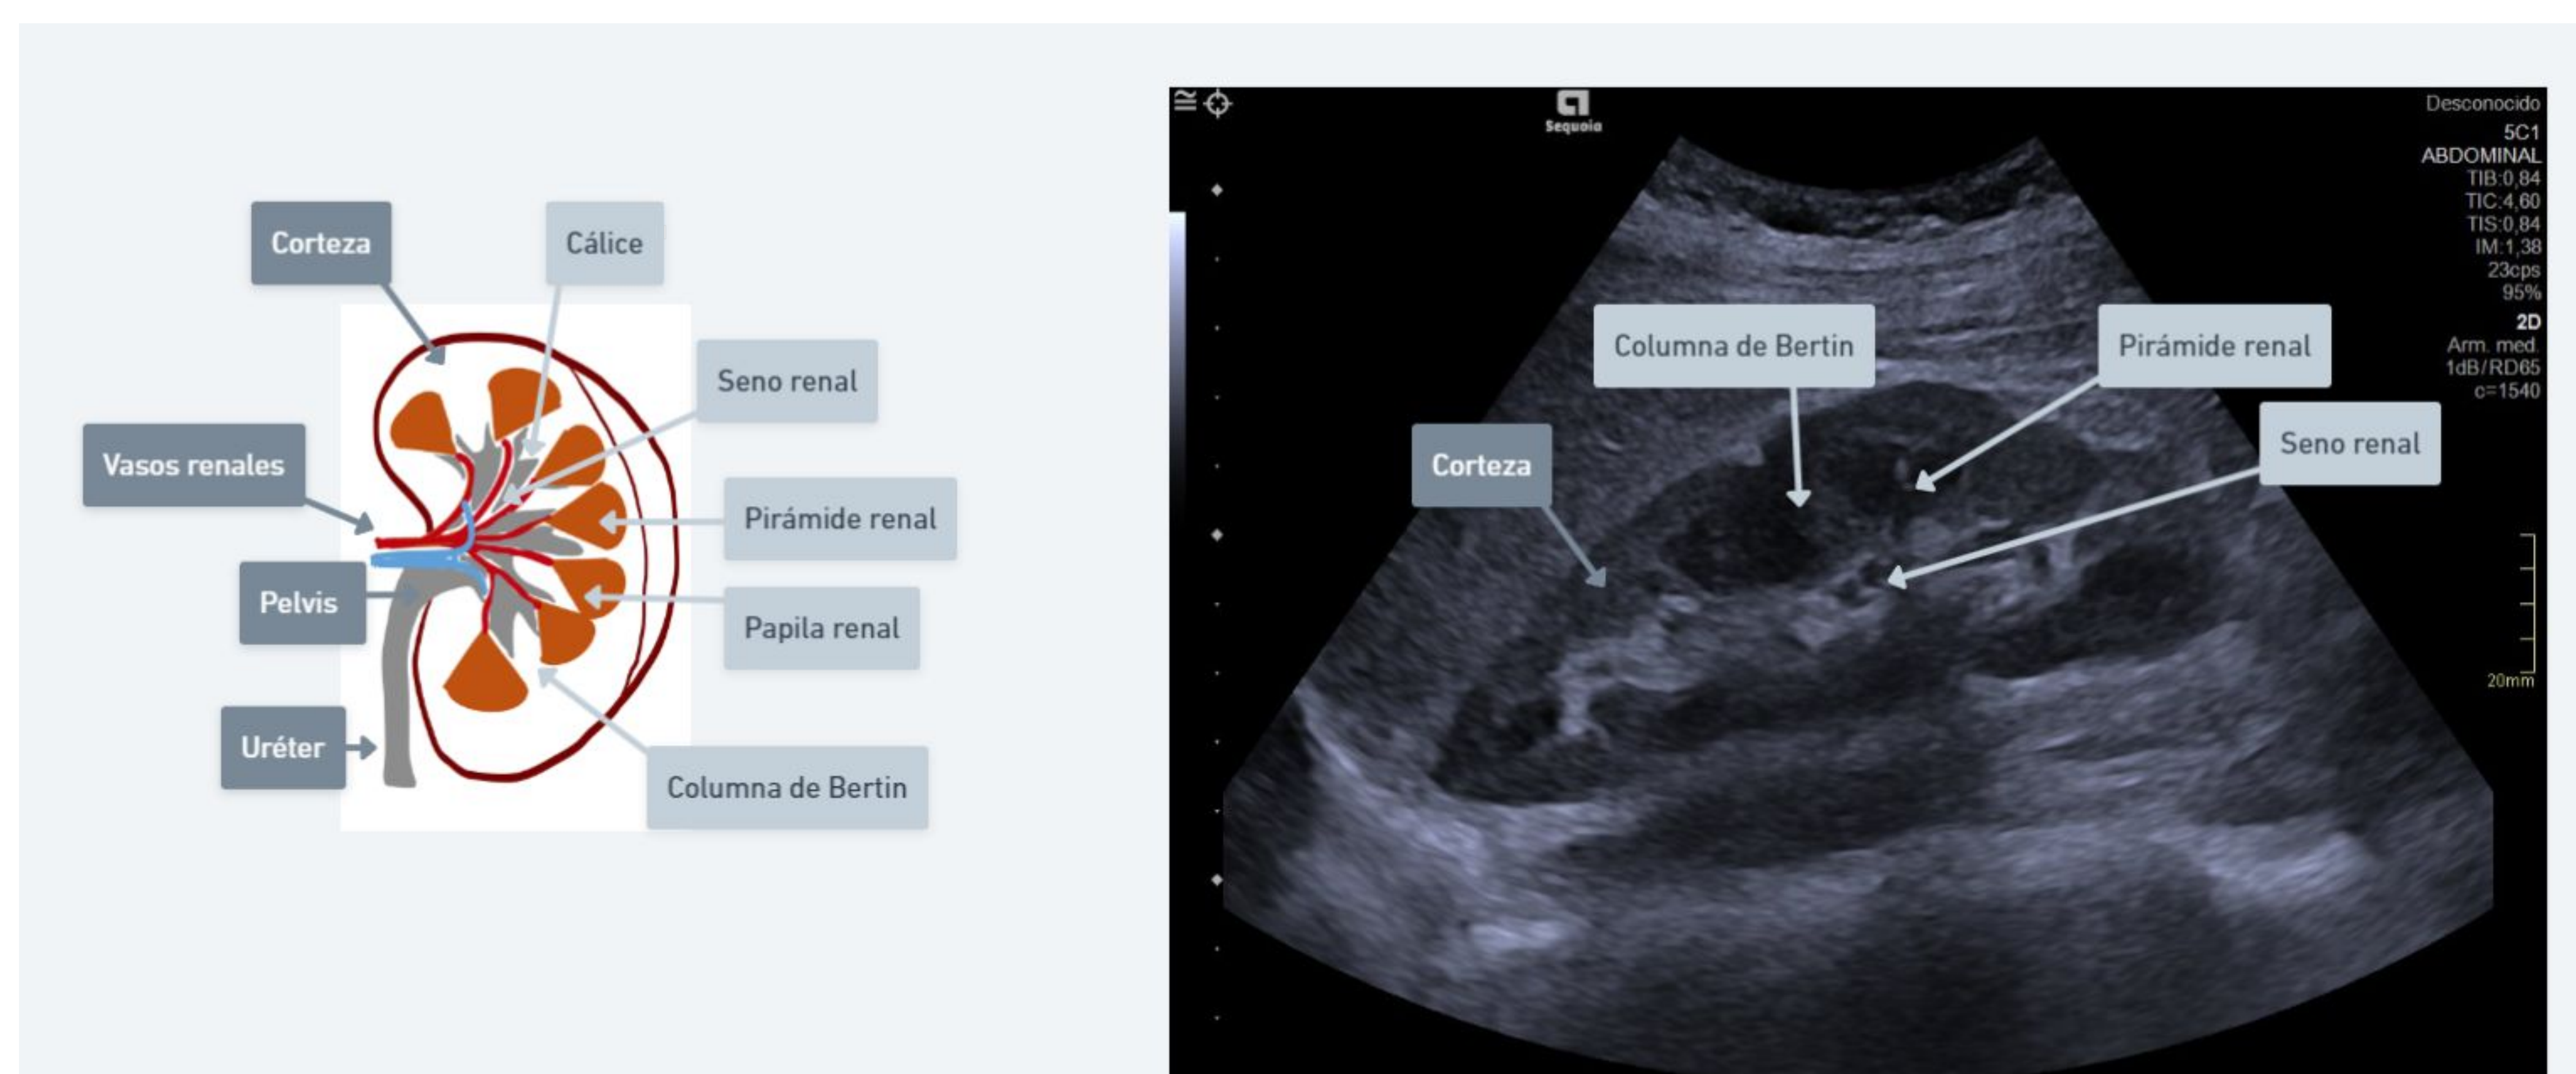 Corteza
Cálice
Seno renal
Vasos renales
Pirámide renal
Pelvis
Papila renal
Uréter
Columna de Bertin
Sequoia
Desconocido
5C1
ABDOMINAL
TIB:0,84
TIC:4,60
TIS:0,84
IM:1,38
23cps
95%
2D
Arm. med.
1dB/RD65
c=1540
Columna de Bertin
Pirámide renal
Corteza
Seno renal
20mm